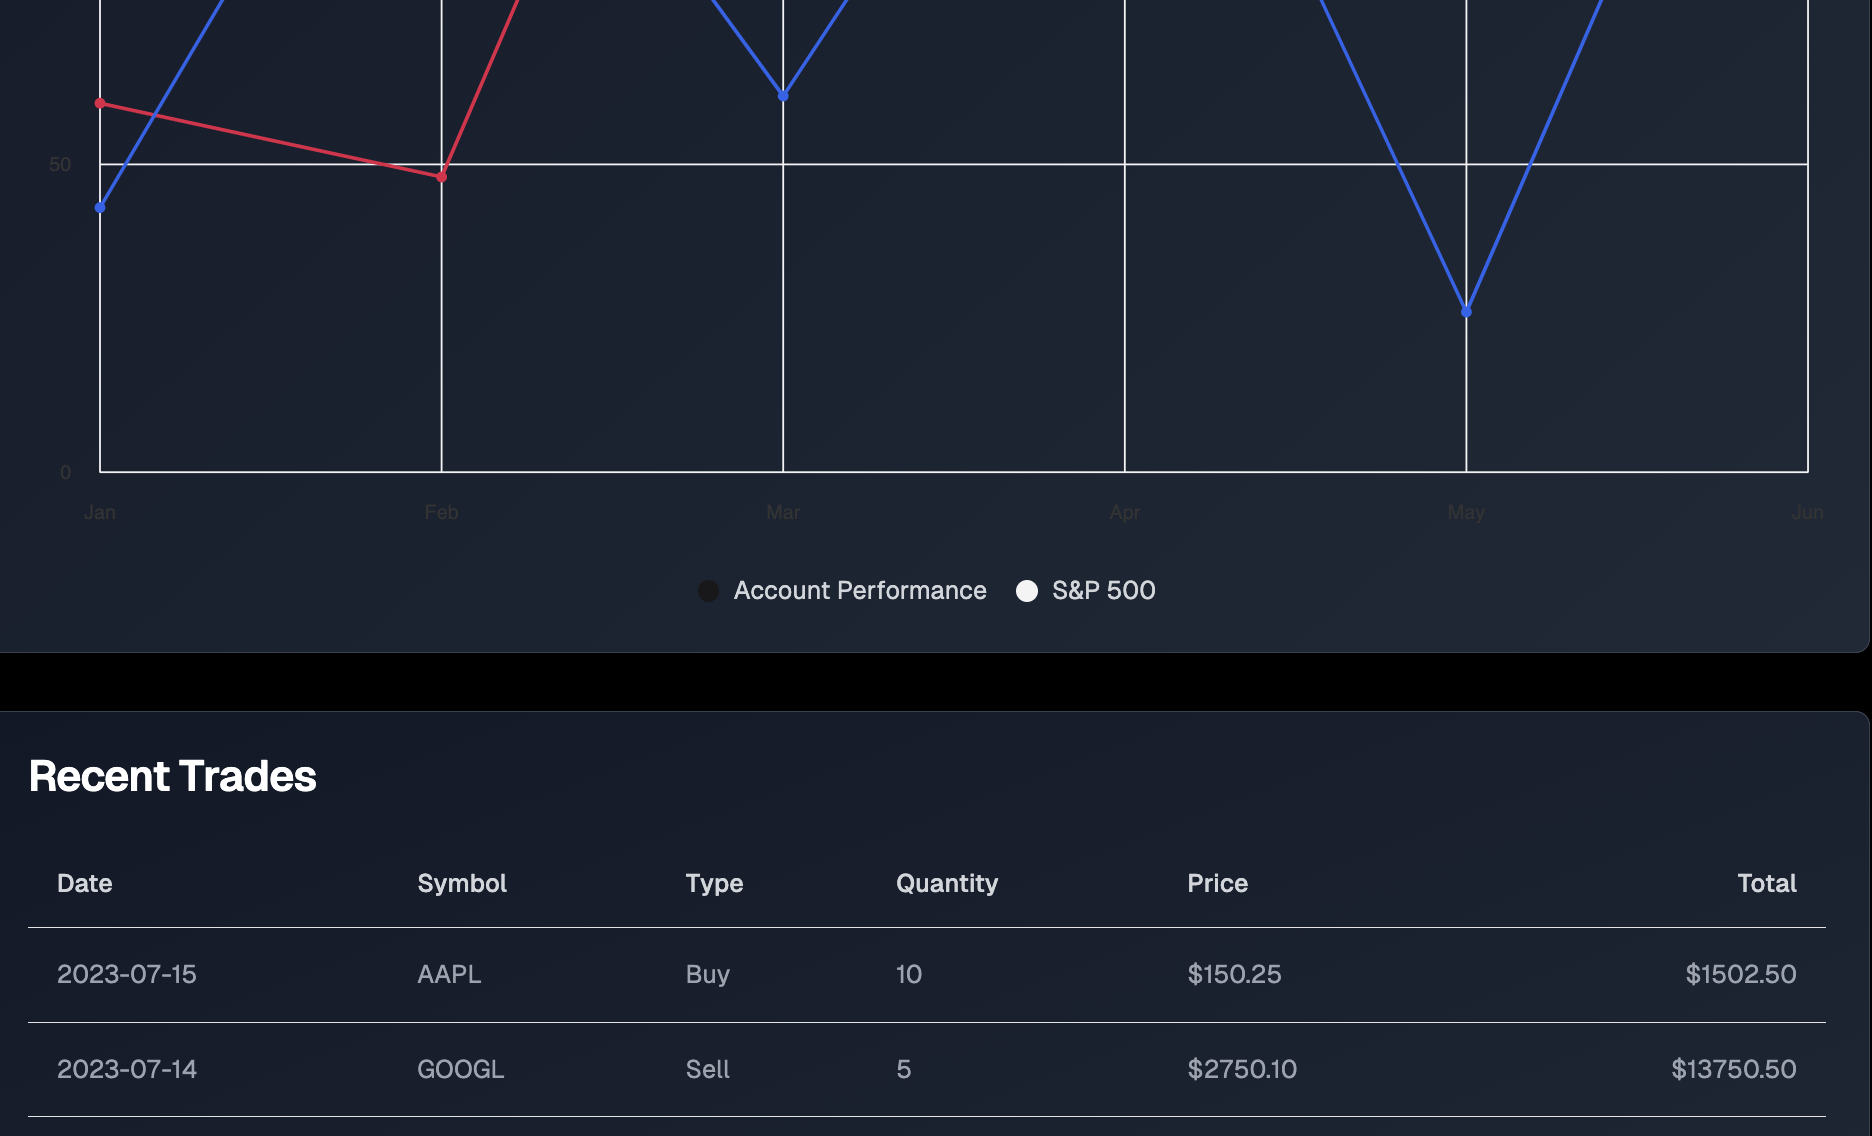 50
0
Jan Feb Mar Apr May Jun
Account Performance S&P 500
Recent Trades
Date Symbol Type Quantity Price Total
2023-07-15 AAPL Buy 10 $150.25 $1502.50
2023-07-14 GOOGL Sell 5 $2750.10 $13750.50